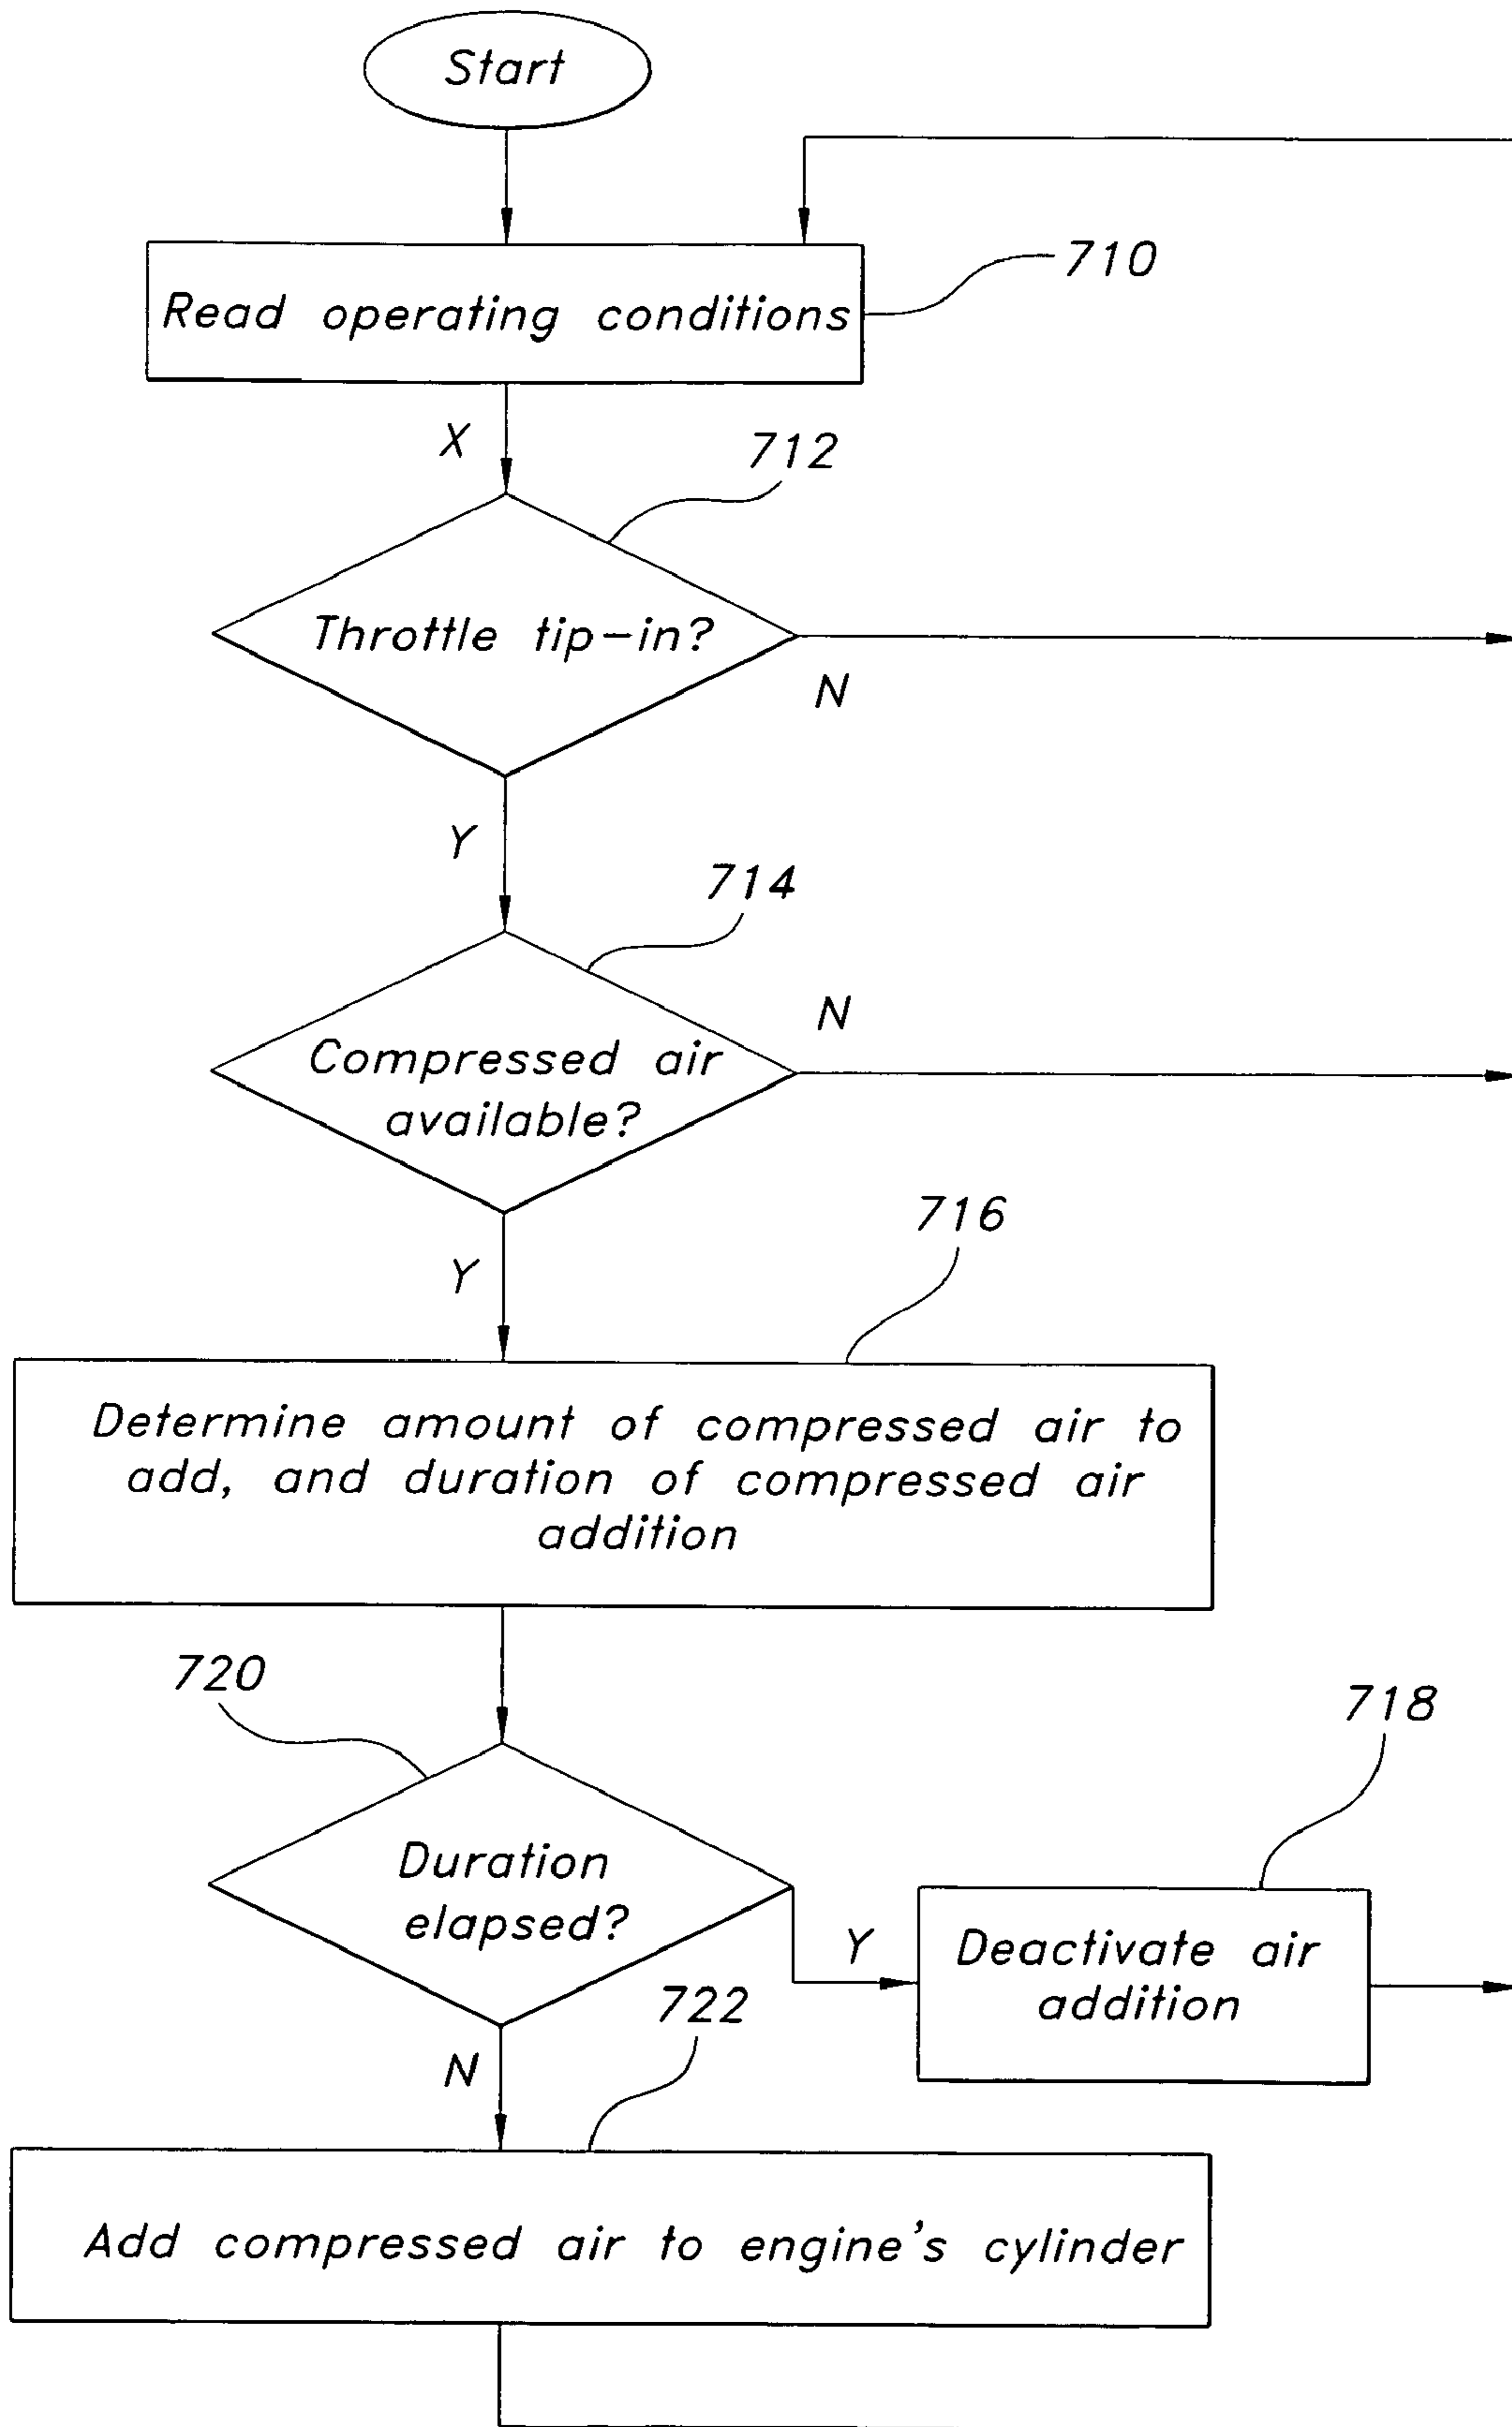 Start
Read operating conditions
710
X
712
Throttle tip-in?
N
Y
714
N
Compressed air
available?
Y
716
Determine amount of compressed air to
add, and duration of compressed air
addition
720
718
Duration
elapsed?
Y
Deactivate air
addition
722
N
Add compressed air to engine's cylinder